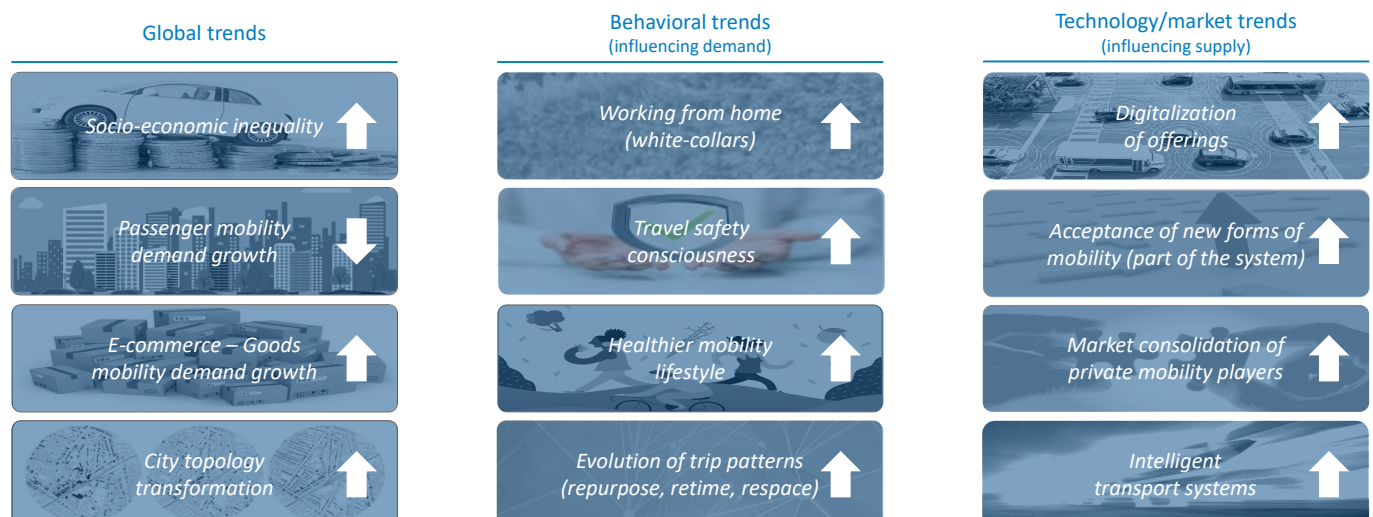 Global trends
Socio-economic inequality
Passenger mobility
demand growth
E-commerce – Goods
mobility demand growth
City topology
transformation
Behavioral trends
(influencing demand)
Working from home
(white-collars)
Travel safety
consciousness
Healthier mobility
lifestyle
Evolution of trip patterns
(repurpose, retime, respace)
Technology/market trends
(influencing supply)
Digitalization
of offerings
Acceptance of new forms of
mobility (part of the system)
Market consolidation of
private mobility players
Intelligent
transport systems